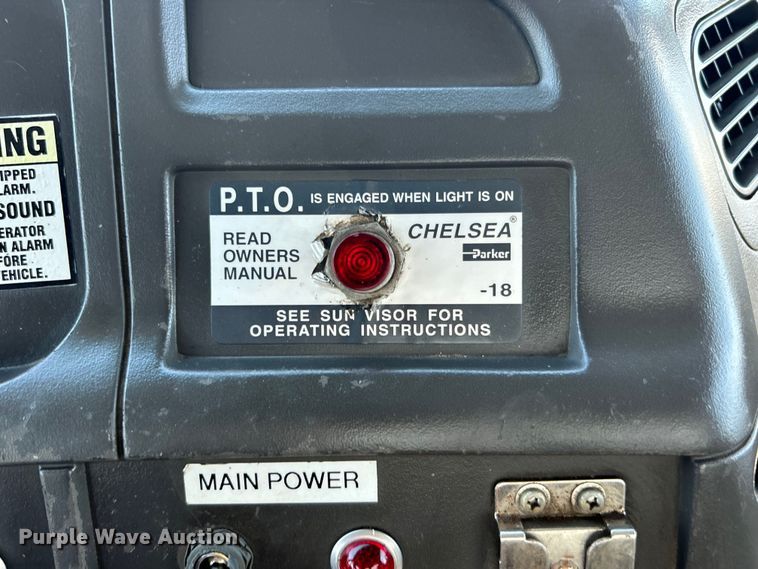 NG
IPPED
LARM.
SOUND
ERATOR
N ALARM
FORE
EHICLE.
P.T.O. IS ENGAGED WHEN LIGHT IS ON
READ
OWNERS
MANUAL
CHELSEA®
Parker
-18
SEE SUN VISOR FOR
OPERATING INSTRUCTIONS
MAIN POWER
Purple Wave Auction